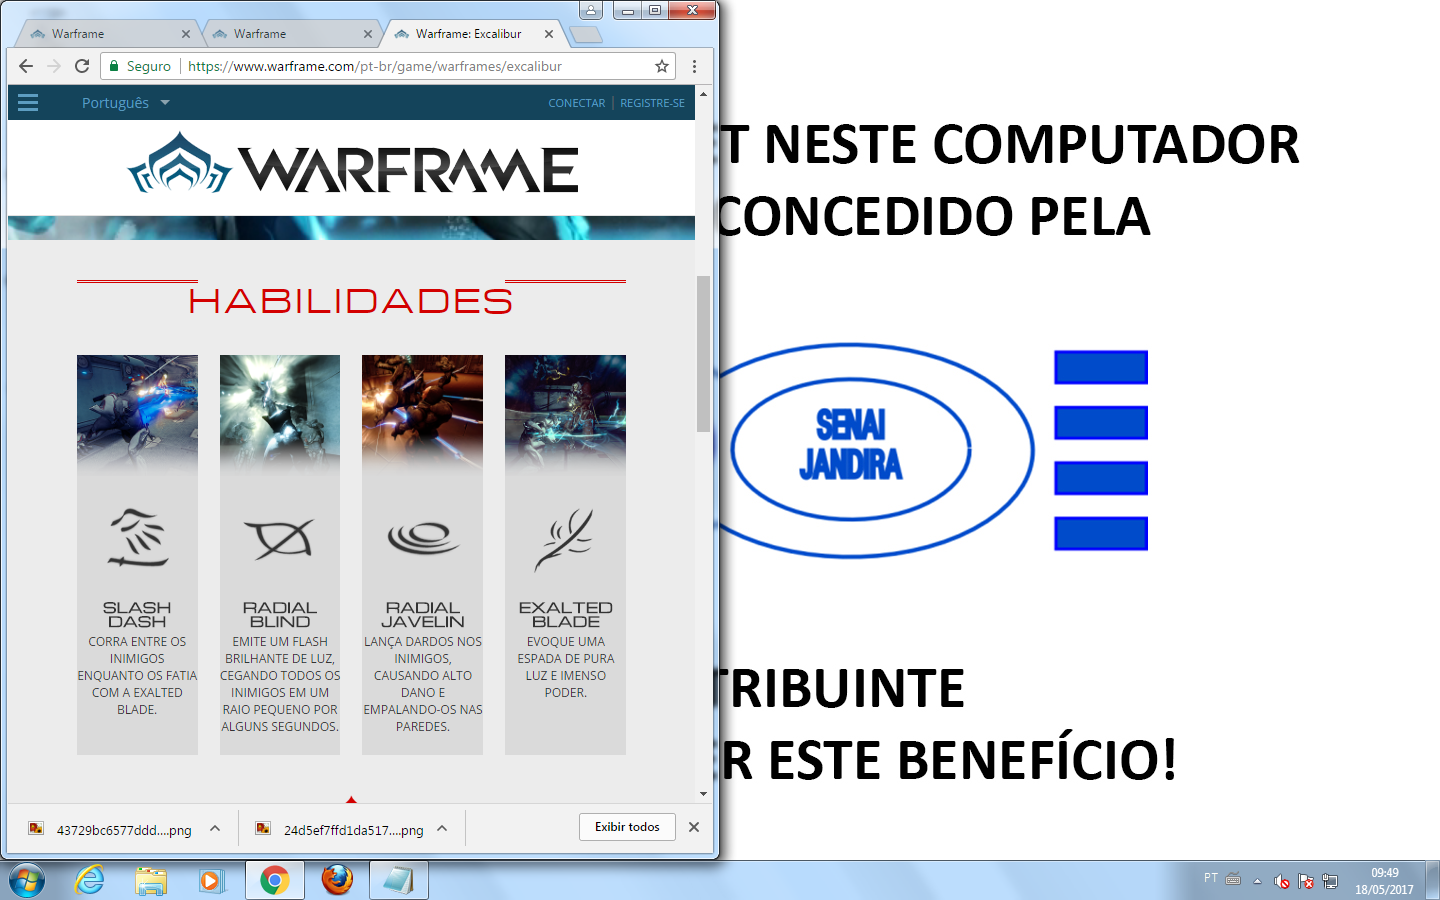 Warframe
Warframe
Warframe: Excalibur
Seguro
https://www.warframe.com/pt-br/game/warframes/excalibur
Português
CONECTAR
REGISTRE-SE
WARFRAME
HABILIDADES
SLASH
DASH
CORRA ENTRE OS
INIMIGOS
ENQUANTO OS FATIA
COM A EXALTED
BLADE.
RADIAL
BLIND
EMITE UM FLASH
BRILHANTE DE LUZ,
CEGANDO TODOS OS
INIMIGOS EM UM
RAIO PEQUENO POR
ALGUNS SEGUNDOS.
RADIAL
JAVELIN
LANÇA DARDOS NOS
INIMIGOS,
CAUSANDO ALTO
DANO E
EMPALANDO-OS NAS
PAREDES.
EXALTED
BLADE
EVOQUE UMA
ESPADA DE PURA
LUZ E IMENSO
PODER.
43729bc6577ddd....png
24d5ef7ffd1da517....png
Exibir todos
T NESTE COMPUTADOR
CONCEDIDO PELA
SENAI
JANDIRA
TRIBUINTE
ER ESTE BENEFÍCIO!
PT
09:49
18/05/2017